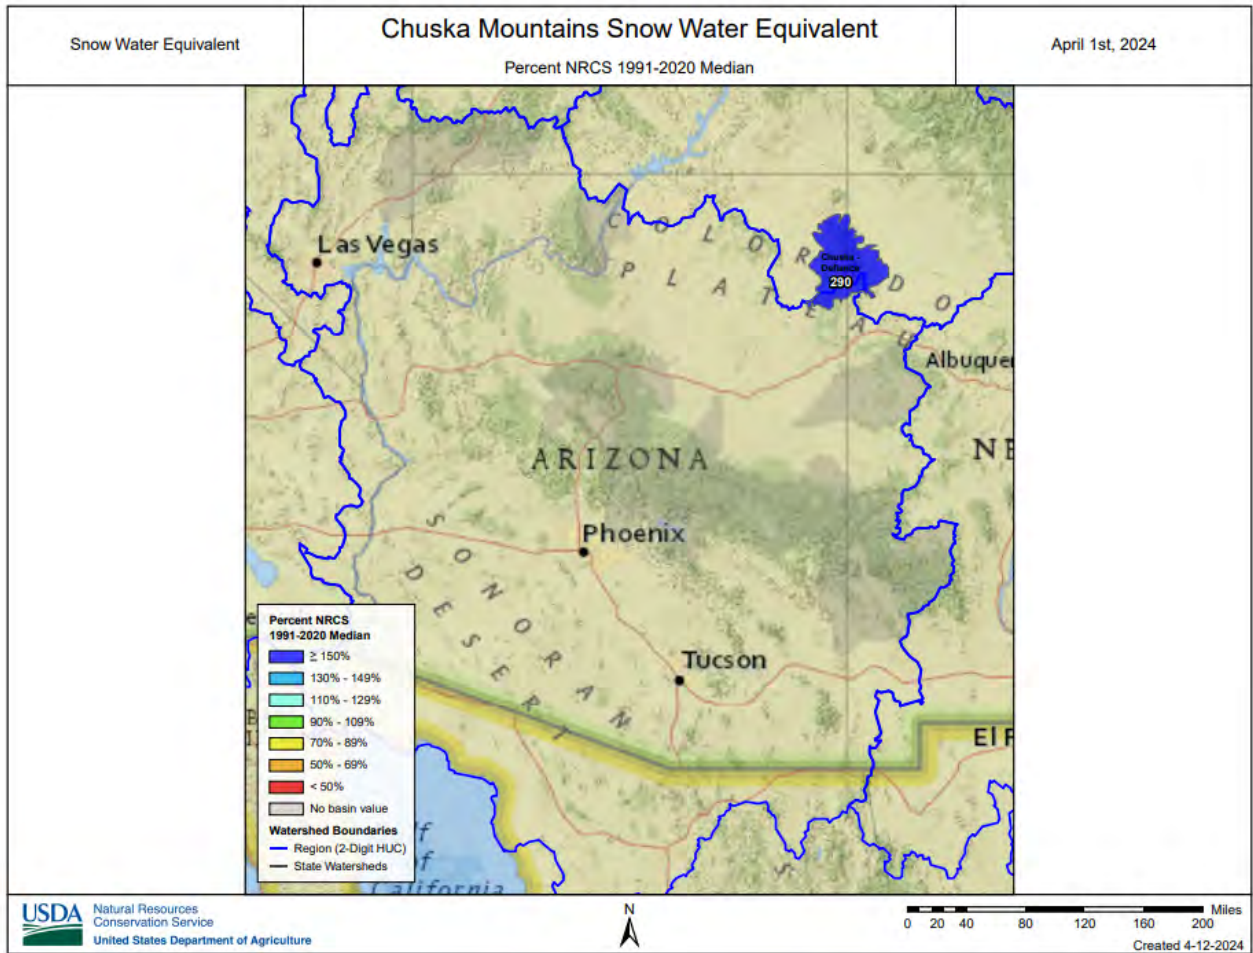 Snow Water Equivalent
Chuska Mountains Snow Water Equivalent
Percent NRCS 1991-2020 Median
April 1st, 2024
Las Vegas
COLORADO
PLATEAU
Chuska -
Defiance
290
Albuquer
ARIZONA
NE
Phoenix
SONORAN
DESERT
Tucson
El P
Percent NRCS
1991-2020 Median
≥ 150%
130% - 149%
110% - 129%
90% - 109%
70% - 89%
50% - 69%
< 50%
No basin value
Watershed Boundaries
Region (2-Digit HUC)
State Watersheds
lf
of
California
USDA
Natural Resources
Conservation Service
United States Department of Agriculture
N
Miles
0 20 40 80 120 160 200
Created 4-12-2024